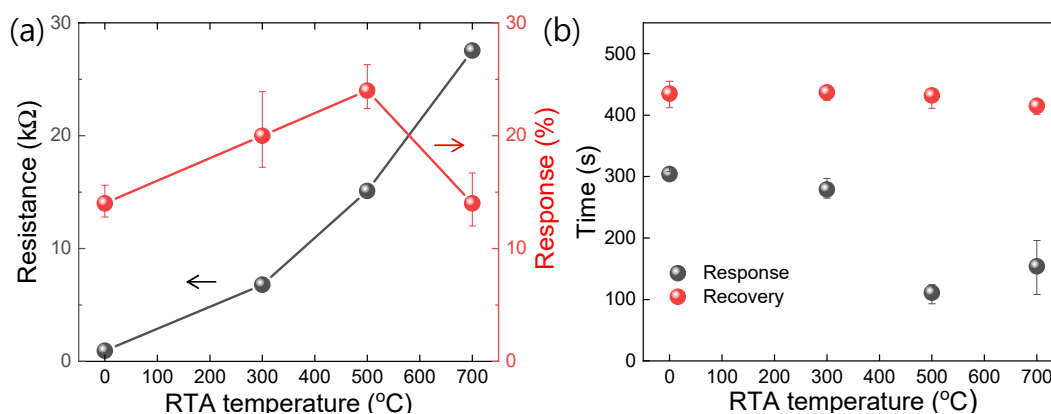 (a)
Resistance (kΩ)
30
20
10
0
0 100 200 300 400 500 600 700
RTA temperature (°C)
30
20
10
0
Response (%)
(b)
Time (s)
500
400
300
200
100
0
Response
Recovery
0 100 200 300 400 500 600 700
RTA temperature (°C)